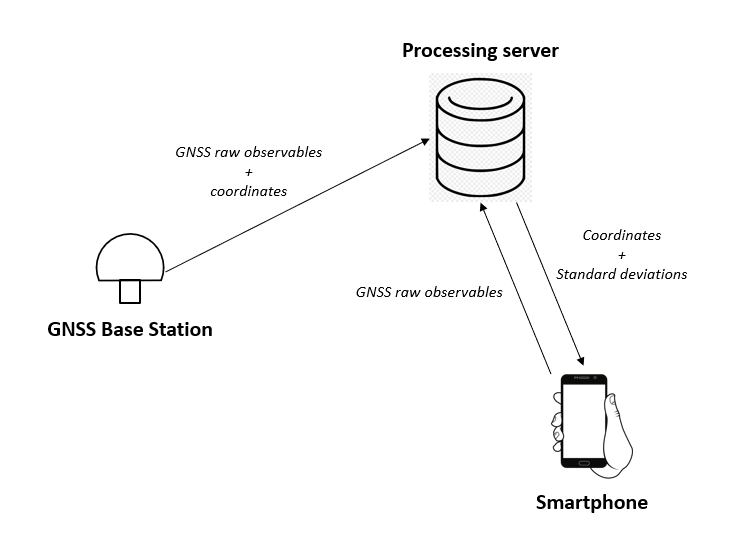 Processing server
GNSS raw observables
+
coordinates
Coordinates
+
Standard deviations
GNSS raw observables
GNSS Base Station
Smartphone